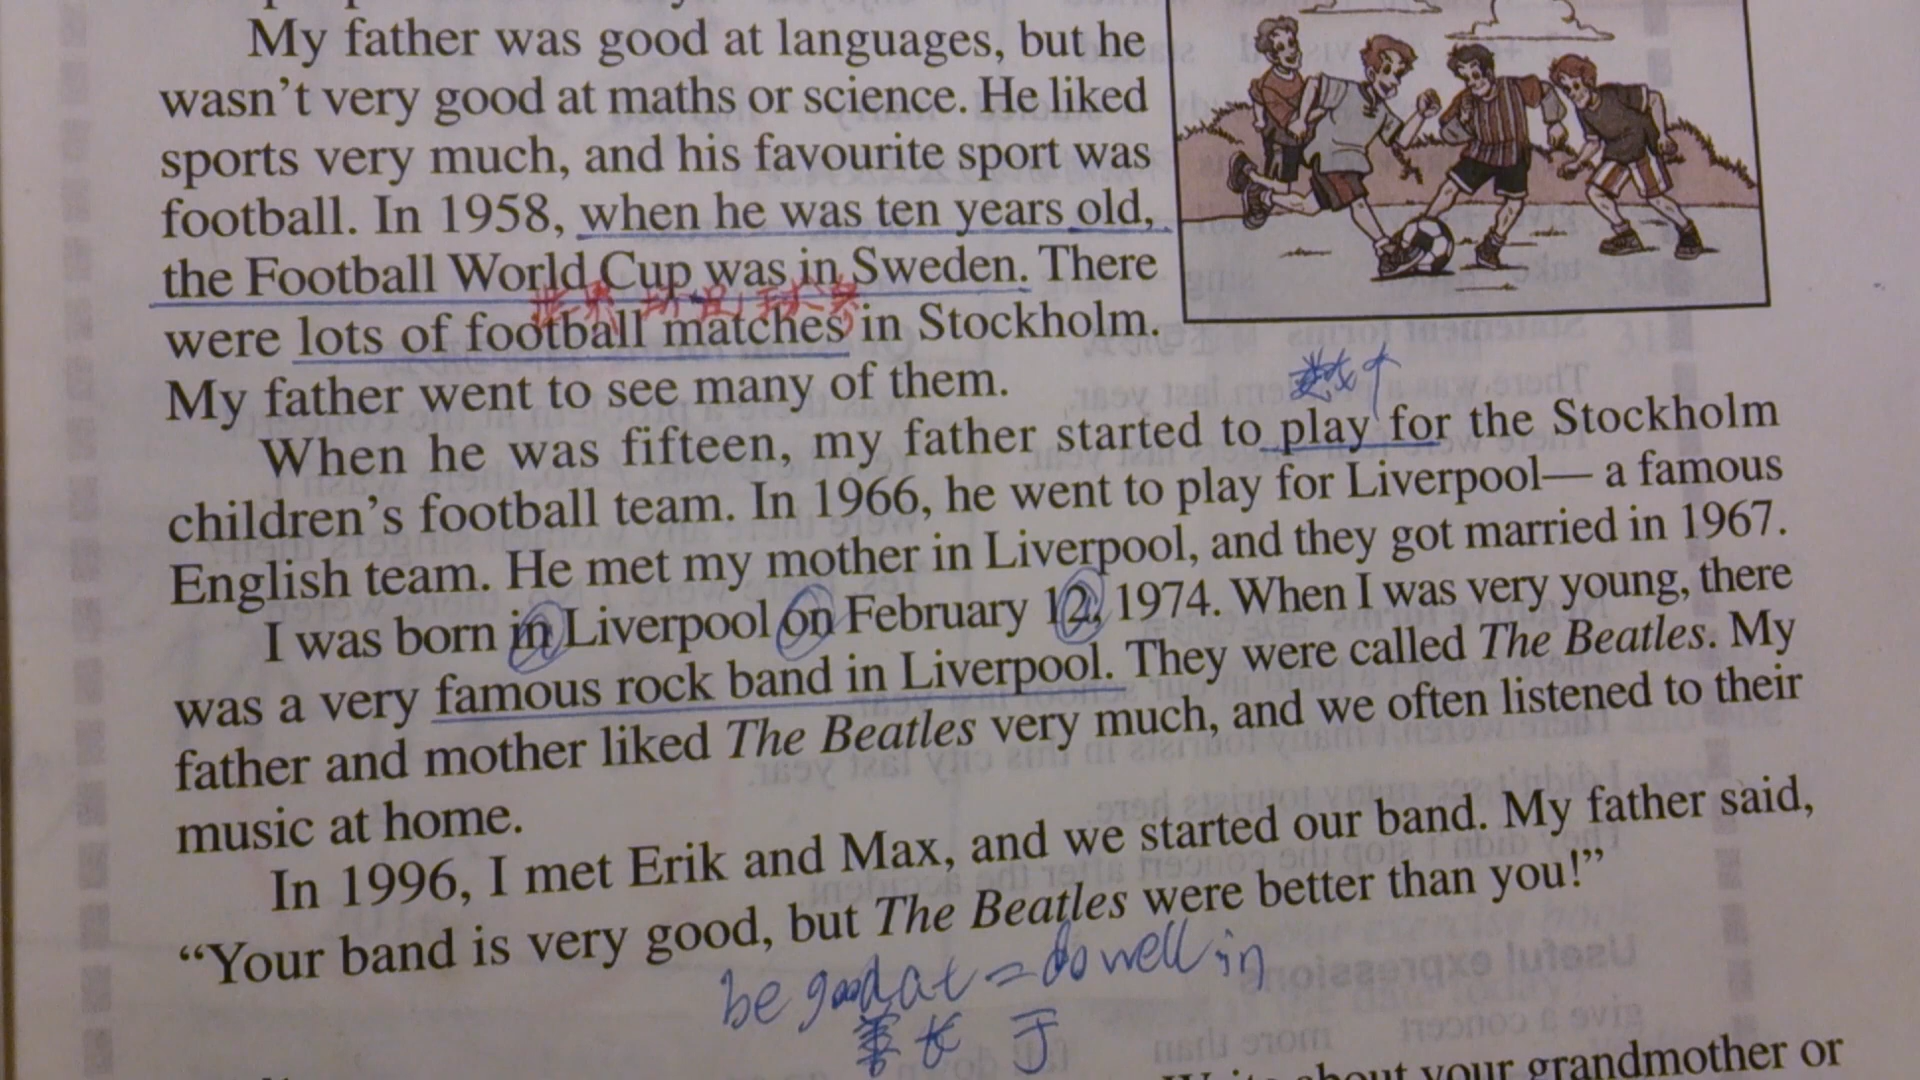 My father was good at languages, but he
wasn't very good at maths or science. He liked
sports very much, and his favourite sport was
football. In 1958, when he was ten years old,
the Football World Cup was in Sweden. There
世界
were lots of football matches in Stockholm.
My father went to see many of them.
When he was fifteen, my father started to play for the Stockholm
children's football team. In 1966, he went to play for Liverpool— a famous
English team. He met my mother in Liverpool, and they got married in 1967.
I was born in Liverpool on February 12, 1974. When I was very young, there
was a very famous rock band in Liverpool. They were called The Beatles. My
father and mother liked The Beatles very much, and we often listened to their
music at home.
In 1996, I met Erik and Max, and we started our band. My father said,
“Your band is very good, but The Beatles were better than you!”
be good at = do well in
善长于
about your grandmother or